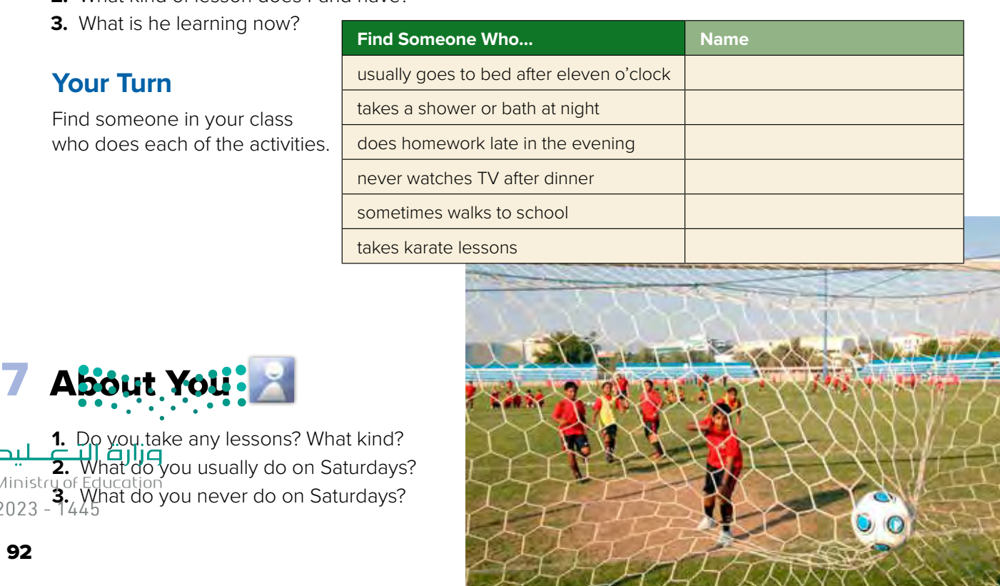 2. What kind of lesson does Fahd have?
3. What is he learning now?
Your Turn
Find someone in your class
who does each of the activities.
Find Someone Who... Name
usually goes to bed after eleven o'clock
takes a shower or bath at night
does homework late in the evening
never watches TV after dinner
sometimes walks to school
takes karate lessons
7 About You
1. Do you take any lessons? What kind?
2. What do you usually do on Saturdays?
3. What do you never do on Saturdays?
وزارة التعليم
Ministry of Education
2023 - 1445
92